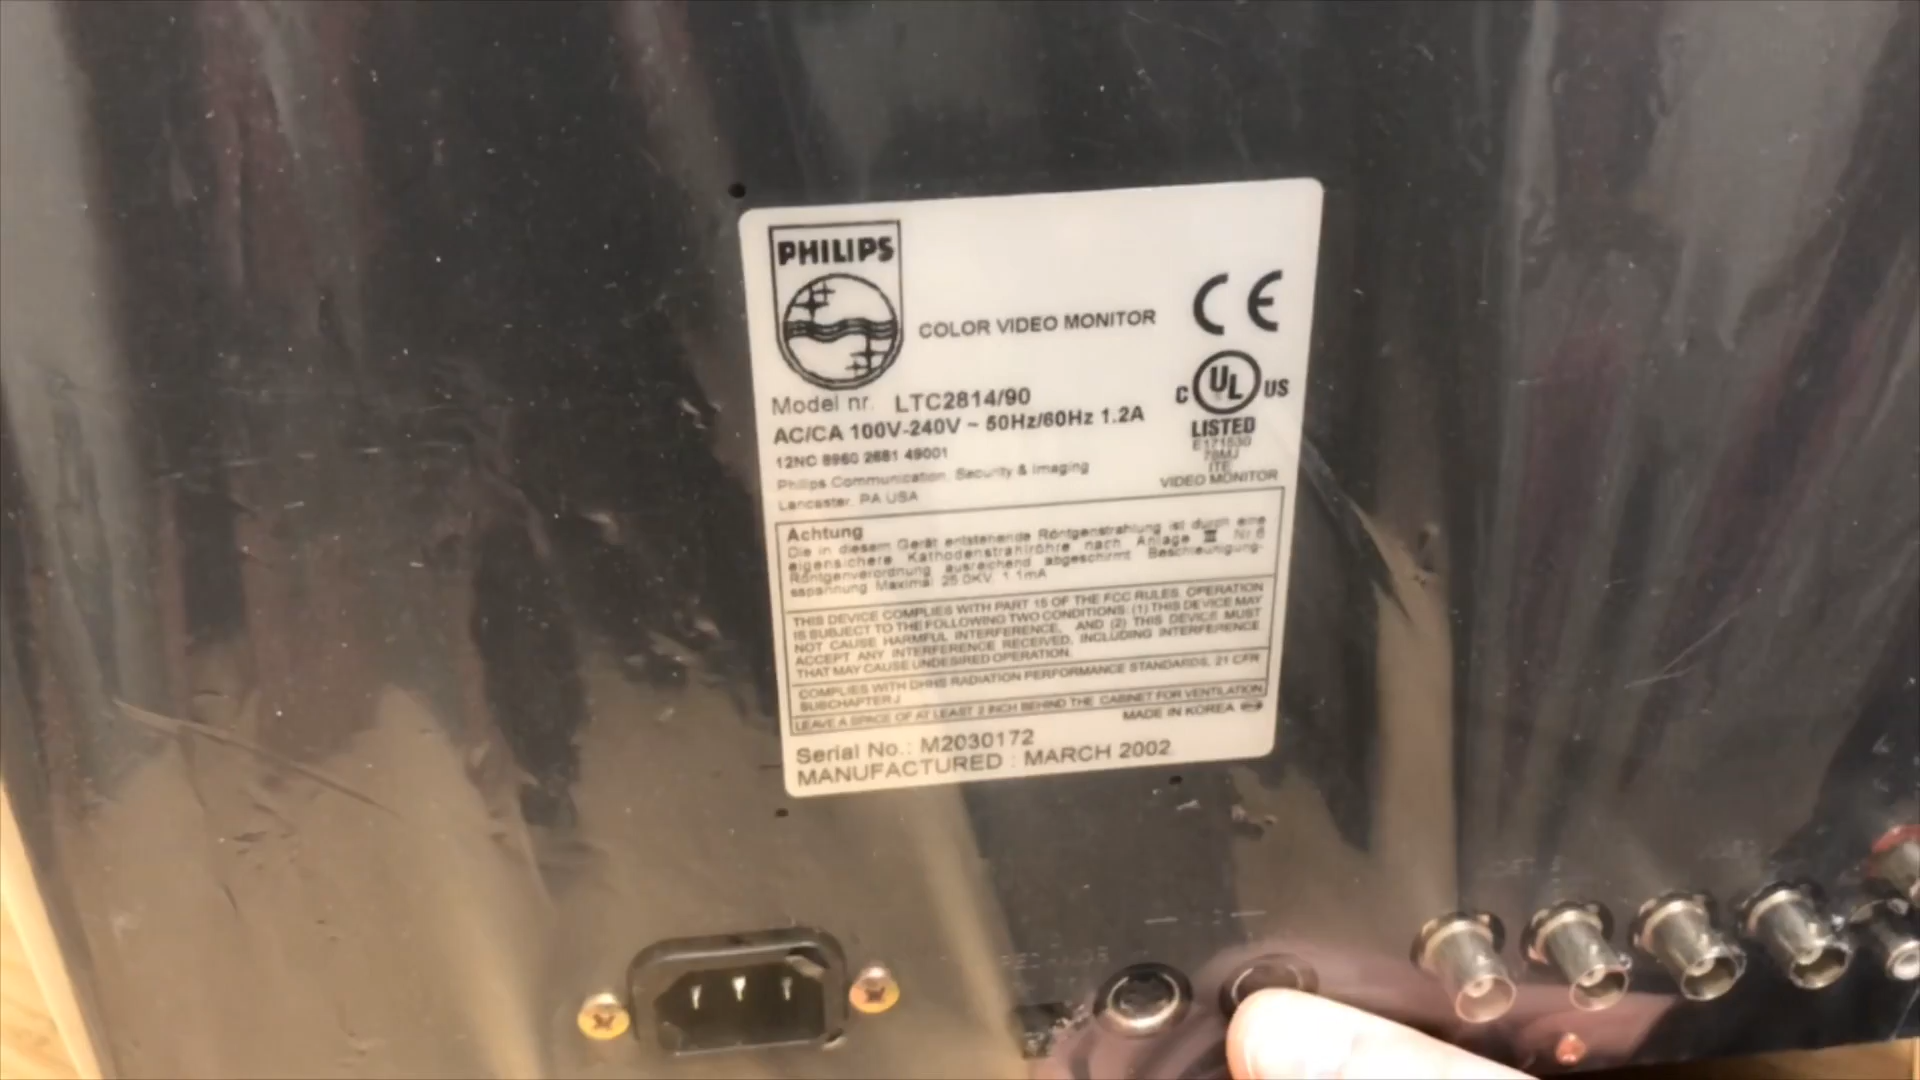 PHILIPS
COLOR VIDEO MONITOR
CE
Model nr. LTC2814/90
AC/CA 100V-240V ~ 50Hz/60Hz 1.2A
12NC 8960 2681 49001
Philips Communication, Security & Imaging
Lancaster, PA USA
C UL US
LISTED
E171530
78MJ
ITE
VIDEO MONITOR
Achtung
Die in diesem Gerät entstehende Röntgenstrahlung ist durch eine
eigensichere Kathodenstrahlröhre nach Anlage III Nr 6
Röntgenverordnung ausreichend abgeschirmt Beschleunigung-
sspannung Maximal 25.0KV 1.1mA
THIS DEVICE COMPLIES WITH PART 15 OF THE FCC RULES. OPERATION
IS SUBJECT TO THE FOLLOWING TWO CONDITIONS: (1) THIS DEVICE MAY
NOT CAUSE HARMFUL INTERFERENCE, AND (2) THIS DEVICE MUST
ACCEPT ANY INTERFERENCE RECEIVED, INCLUDING INTERFERENCE
THAT MAY CAUSE UNDESIRED OPERATION.
COMPLIES WITH DHHS RADIATION PERFORMANCE STANDARDS, 21 CFR
SUBCHAPTER J
LEAVE A SPACE OF AT LEAST 2 INCH BEHIND THE CABINET FOR VENTILATION
MADE IN KOREA
Serial No.: M2030172
MANUFACTURED : MARCH 2002